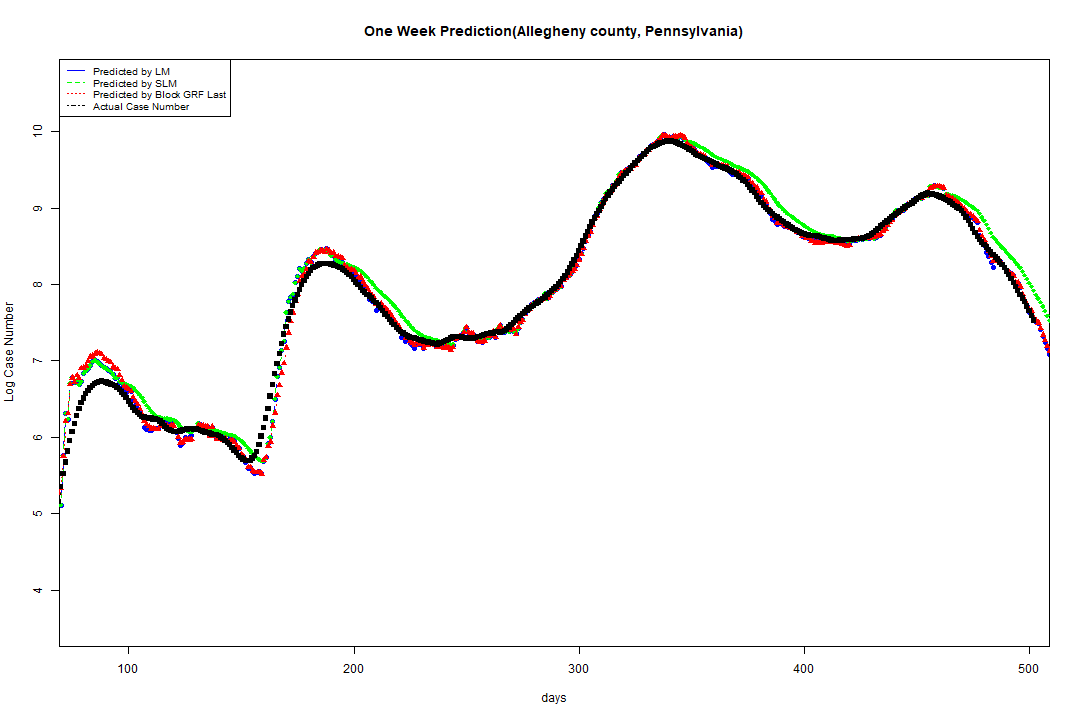 One Week Prediction(Allegheny county, Pennsylvania)
Predicted by LM
Predicted by SLM
Predicted by Block GRF Last
Actual Case Number
10
9
8
7
6
5
4
Log Case Number
100 200 300 400 500
days